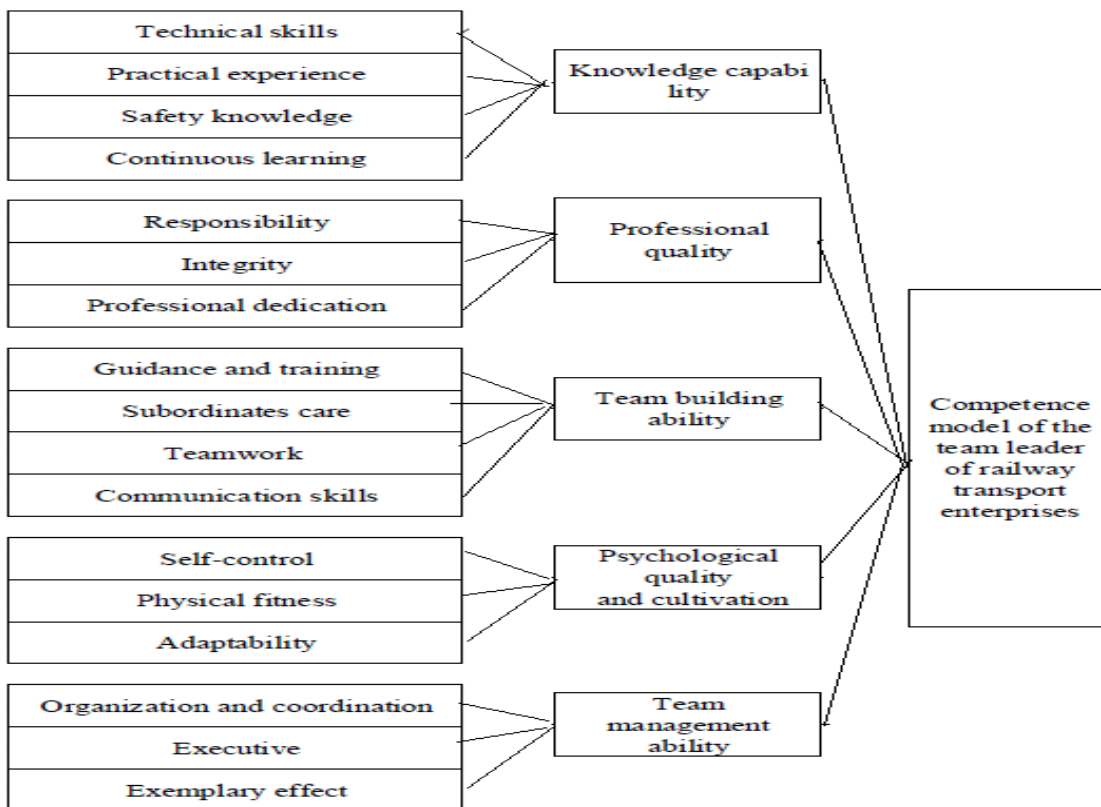 Technical skills
Practical experience
Safety knowledge
Continuous learning
Knowledge capabi
lity
Responsibility
Integrity
Professional dedication
Professional
quality
Guidance and training
Subordinates care
Teamwork
Communication skills
Team building
ability
Self-control
Physical fitness
Adaptability
Psychological
quality
and cultivation
Organization and coordination
Executive
Exemplary effect
Team
management
ability
Competence
model of the
team leader
of railway
transport
enterprises